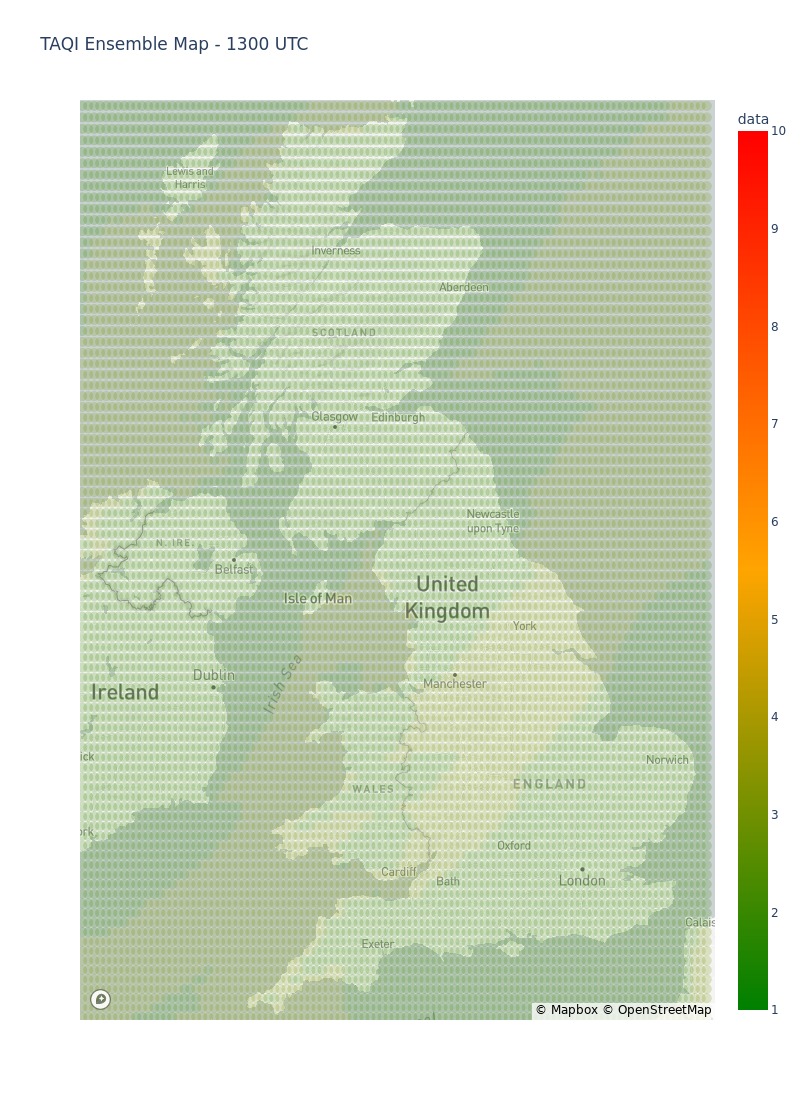 TAQI Ensemble Map - 1300 UTC
data
10
9
8
7
6
5
4
3
2
1
Lewis and
Harris
Inverness
Aberdeen
SCOTLAND
Glasgow
Edinburgh
Newcastle
upon Tyne
N. IRE.
Belfast
Isle of Man
United
Kingdom
York
Dublin
Manchester
Ireland
Irish Sea
ick
Norwich
WALES
ENGLAND
ork
Oxford
Cardiff
Bath
London
Calais
Exeter
© Mapbox © OpenStreetMap